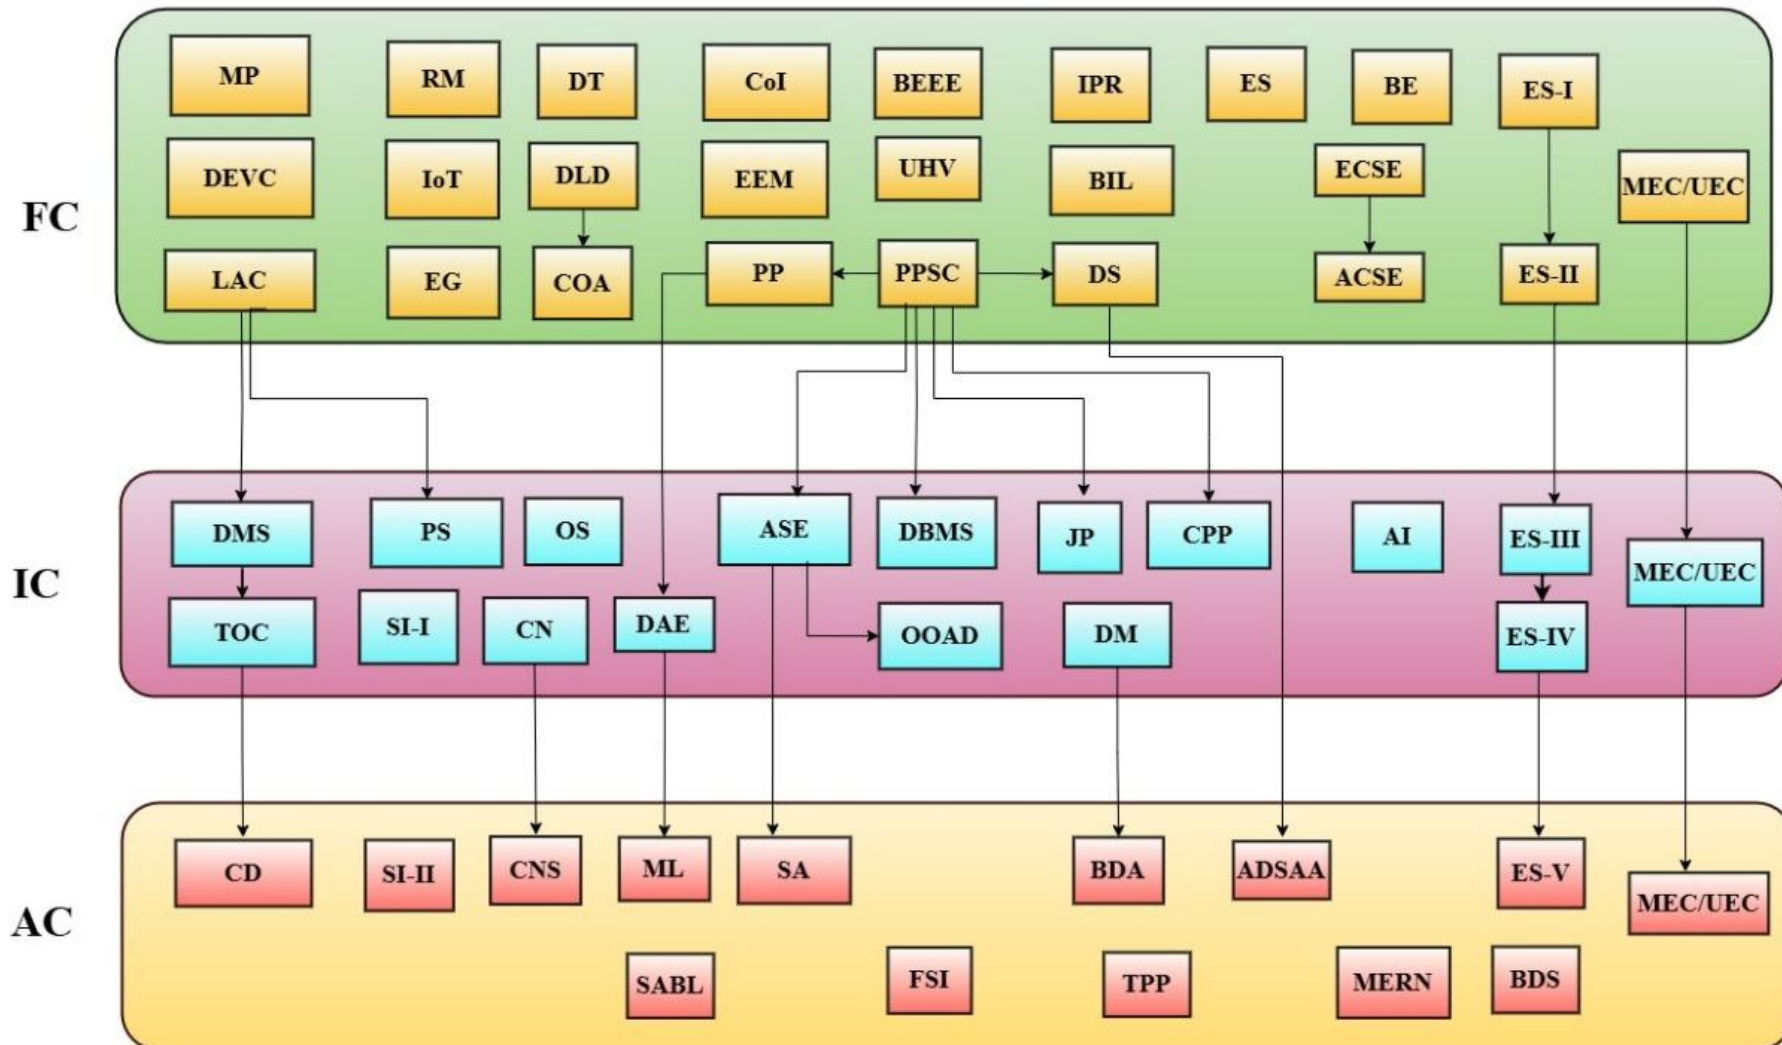 FC
MP
RM
DT
CoI
BEEE
IPR
ES
BE
ES-I
DEVC
IoT
DLD
EEM
UHV
BIL
ECSE
MEC/UEC
LAC
EG
COA
PP
PPSC
DS
ACSE
ES-II
IC
DMS
PS
OS
ASE
DBMS
JP
CPP
AI
ES-III
MEC/UEC
TOC
SI-I
CN
DAE
OOAD
DM
ES-IV
AC
CD
SI-II
CNS
ML
SA
BDA
ADSAA
ES-V
MEC/UEC
SABL
FSI
TPP
MERN
BDS